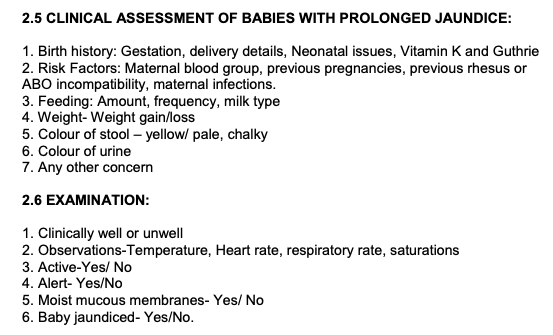 2.5 CLINICAL ASSESSMENT OF BABIES WITH PROLONGED JAUNDICE:
1. Birth history: Gestation, delivery details, Neonatal issues, Vitamin K and Guthrie
2. Risk Factors: Maternal blood group, previous pregnancies, previous rhesus or
ABO incompatibility, maternal infections.
3. Feeding: Amount, frequency, milk type
4. Weight- Weight gain/loss
5. Colour of stool – yellow/ pale, chalky
6. Colour of urine
7. Any other concern
2.6 EXAMINATION:
1. Clinically well or unwell
2. Observations-Temperature, Heart rate, respiratory rate, saturations
3. Active-Yes/ No
4. Alert- Yes/No
5. Moist mucous membranes- Yes/ No
6. Baby jaundiced- Yes/No.